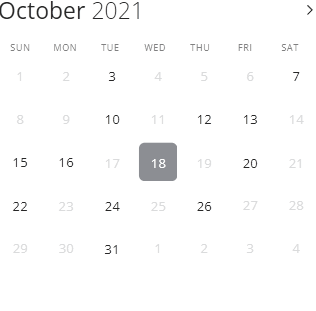 October 2021 >
SUN MON TUE WED THU FRI SAT
1 2 3 4 5 6 7
8 9 10 11 12 13 14
15 16 17 18 19 20 21
22 23 24 25 26 27 28
29 30 31 1 2 3 4